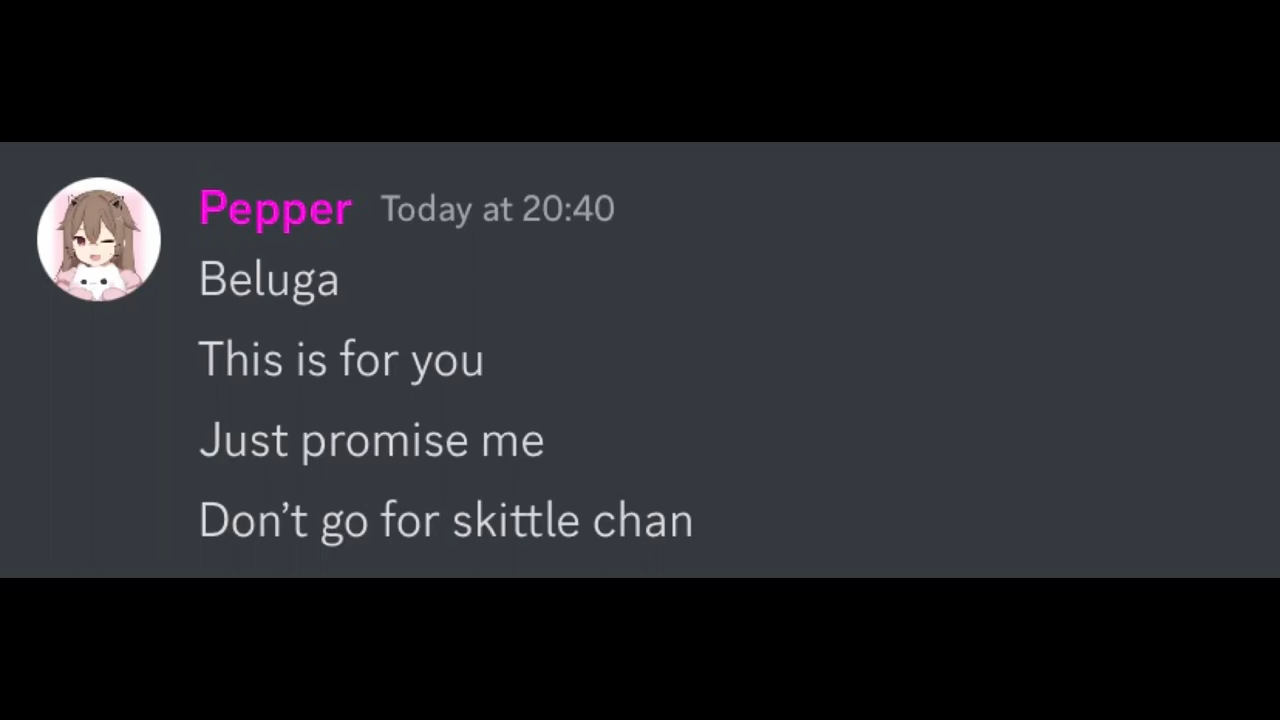 Pepper Today at 20:40
Beluga
This is for you
Just promise me
Don’t go for skittle chan